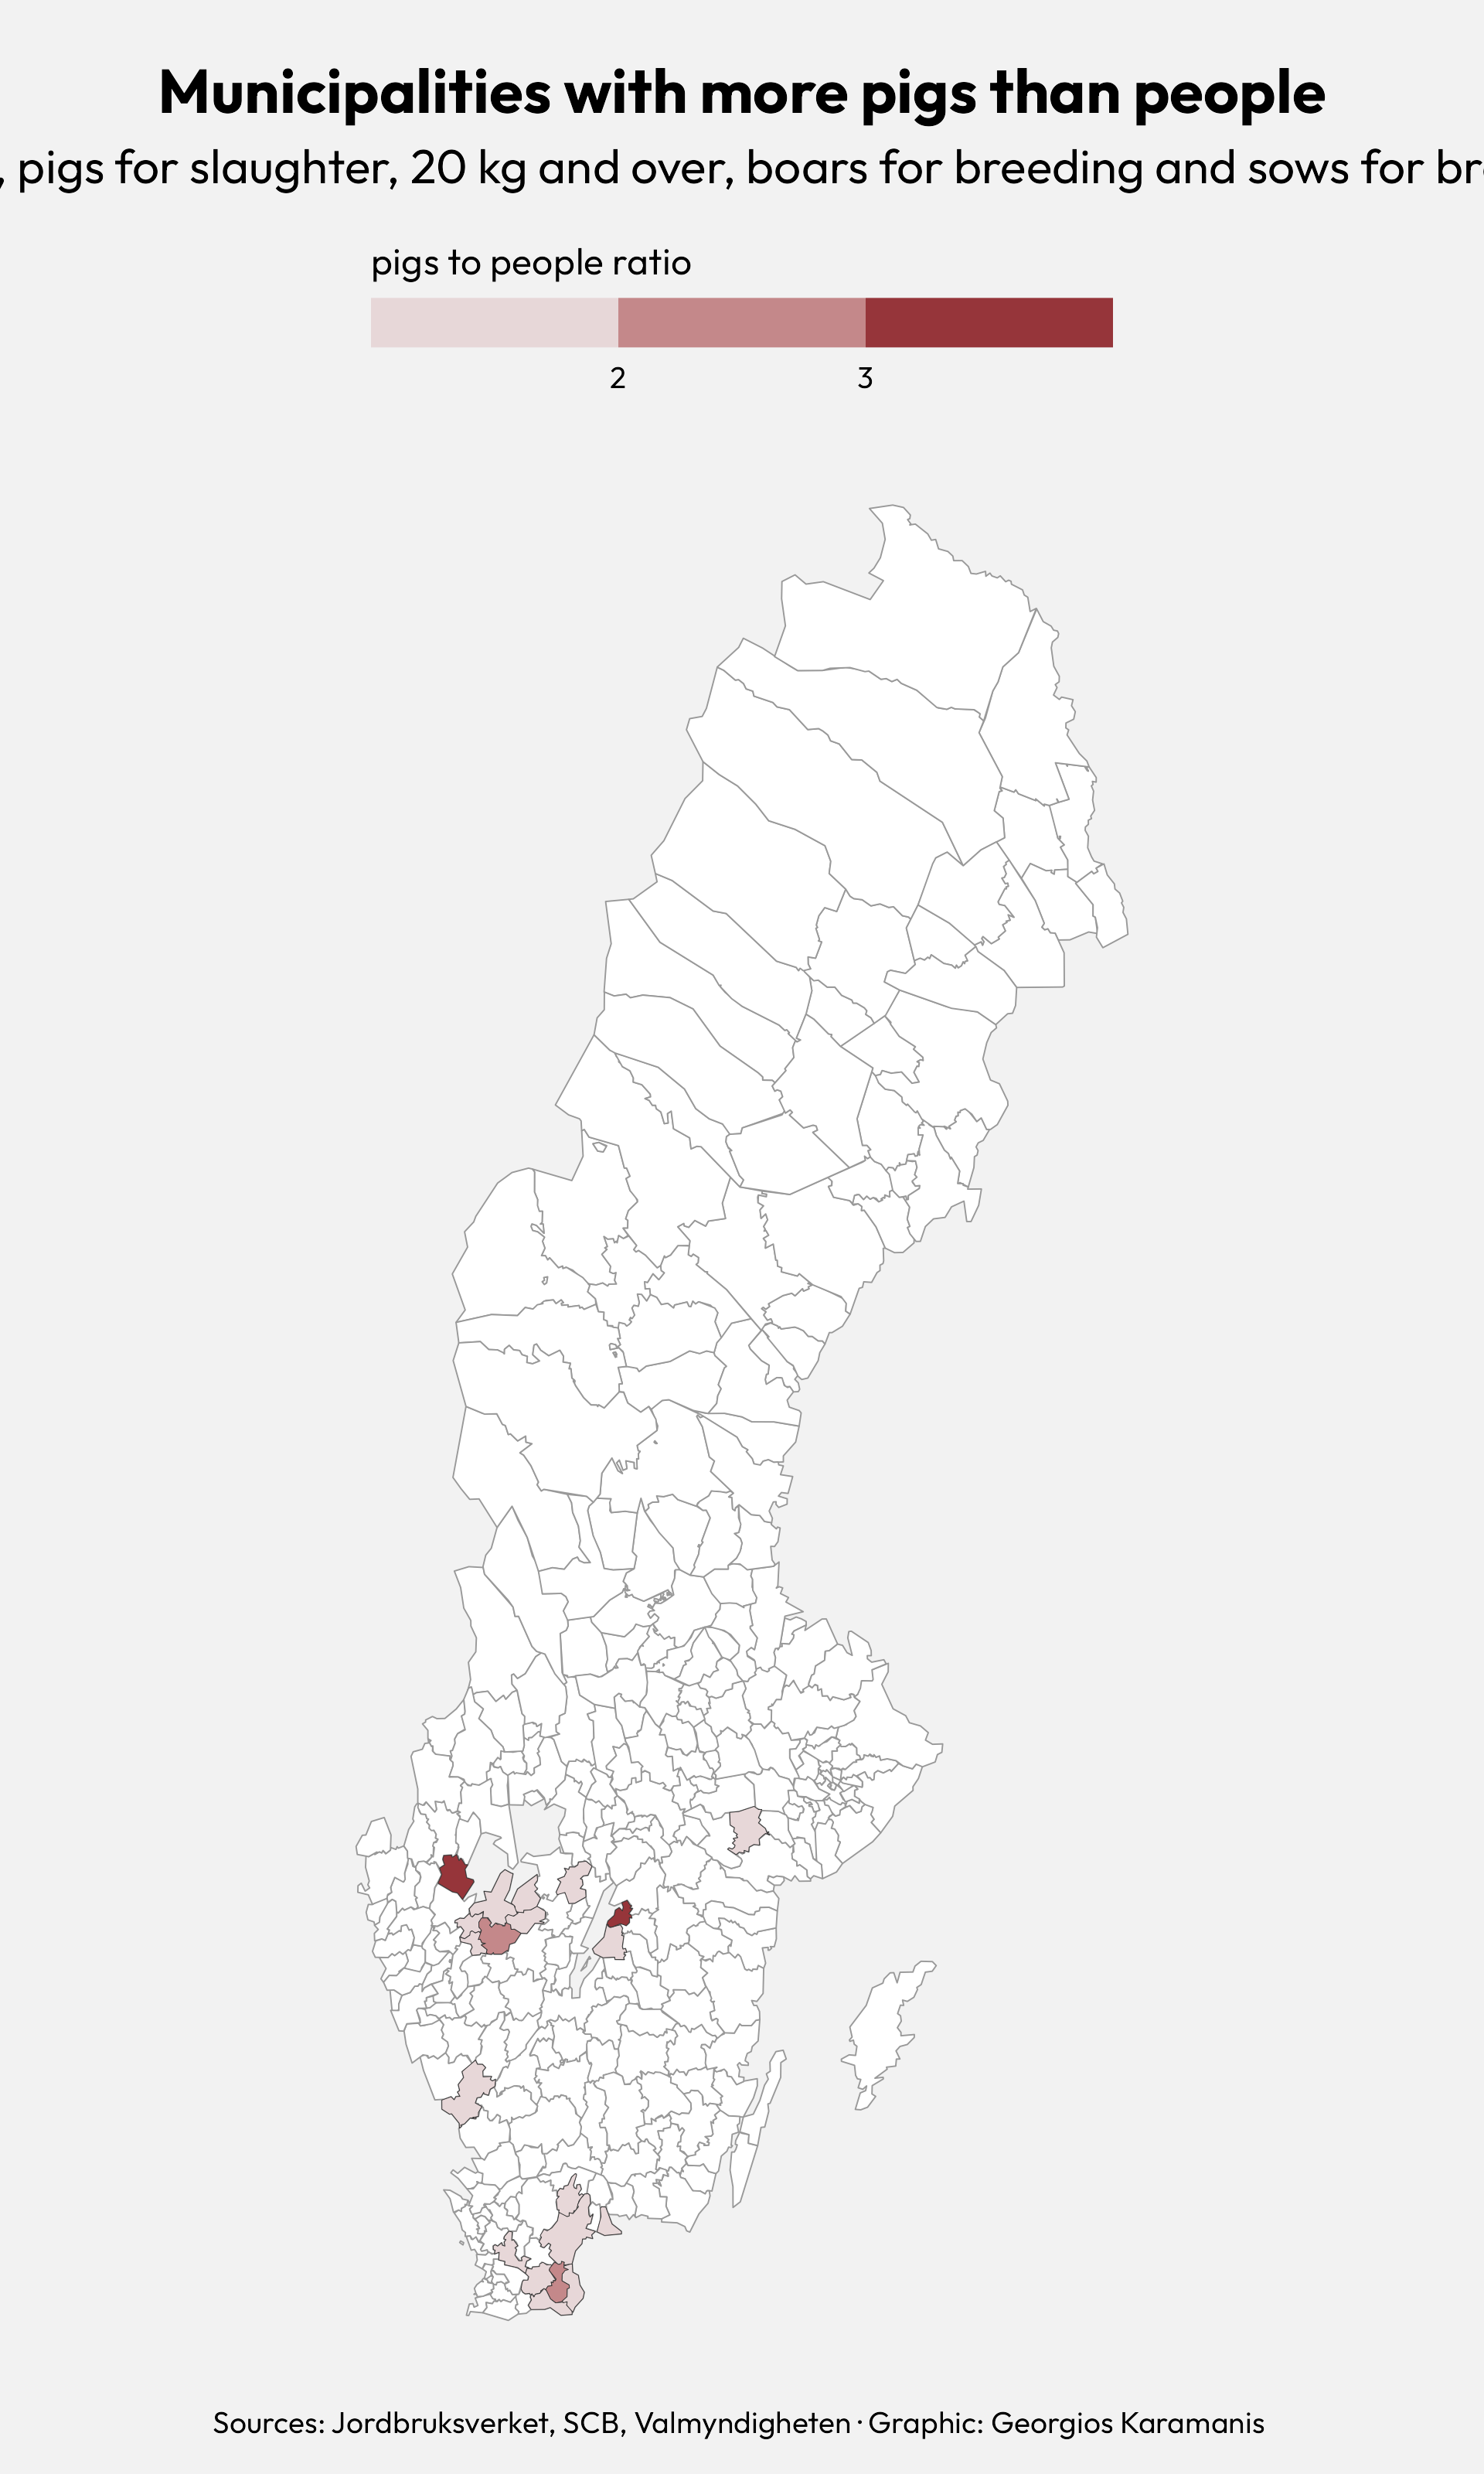 Municipalities with more pigs than people
, pigs for slaughter, 20 kg and over, boars for breeding and sows for
pigs to people ratio
2 3
Sources: Jordbruksverket, SCB, Valmyndigheten · Graphic: Georgios Karamanis